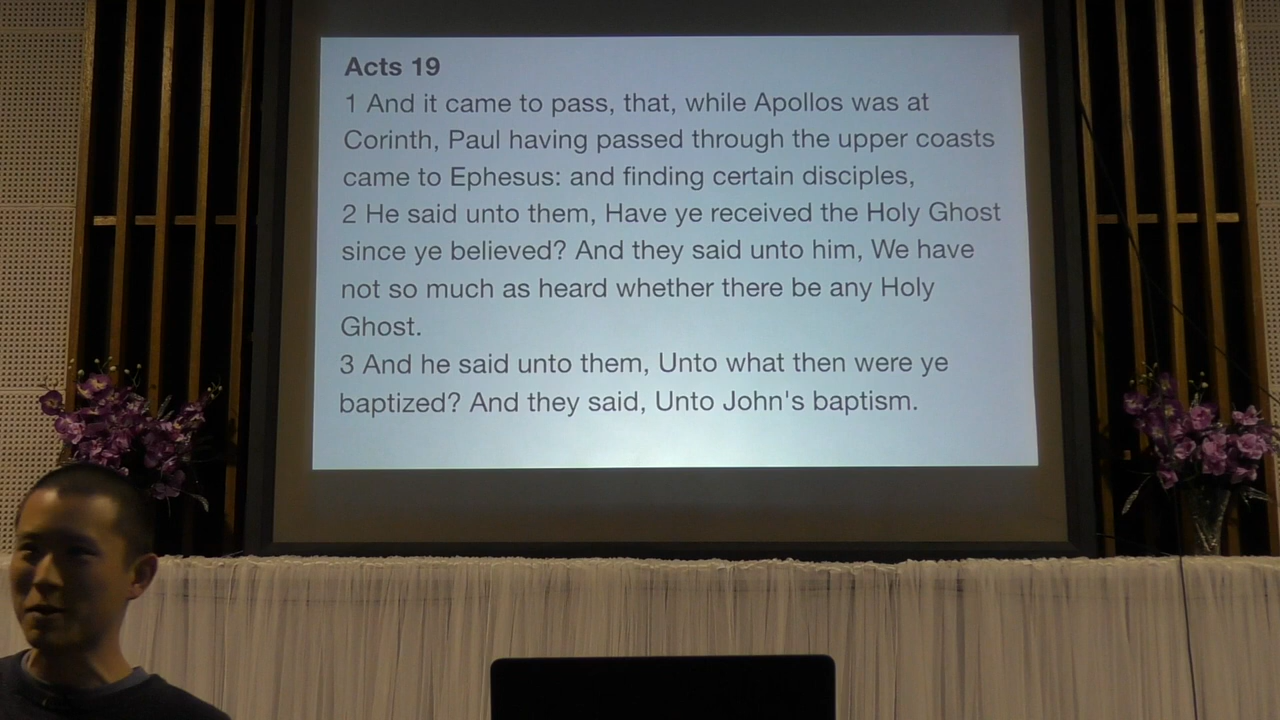 Acts 19
1 And it came to pass, that, while Apollos was at
Corinth, Paul having passed through the upper coasts
came to Ephesus: and finding certain disciples,
2 He said unto them, Have ye received the Holy Ghost
since ye believed? And they said unto him, We have
not so much as heard whether there be any Holy
Ghost.
3 And he said unto them, Unto what then were ye
baptized? And they said, Unto John's baptism.